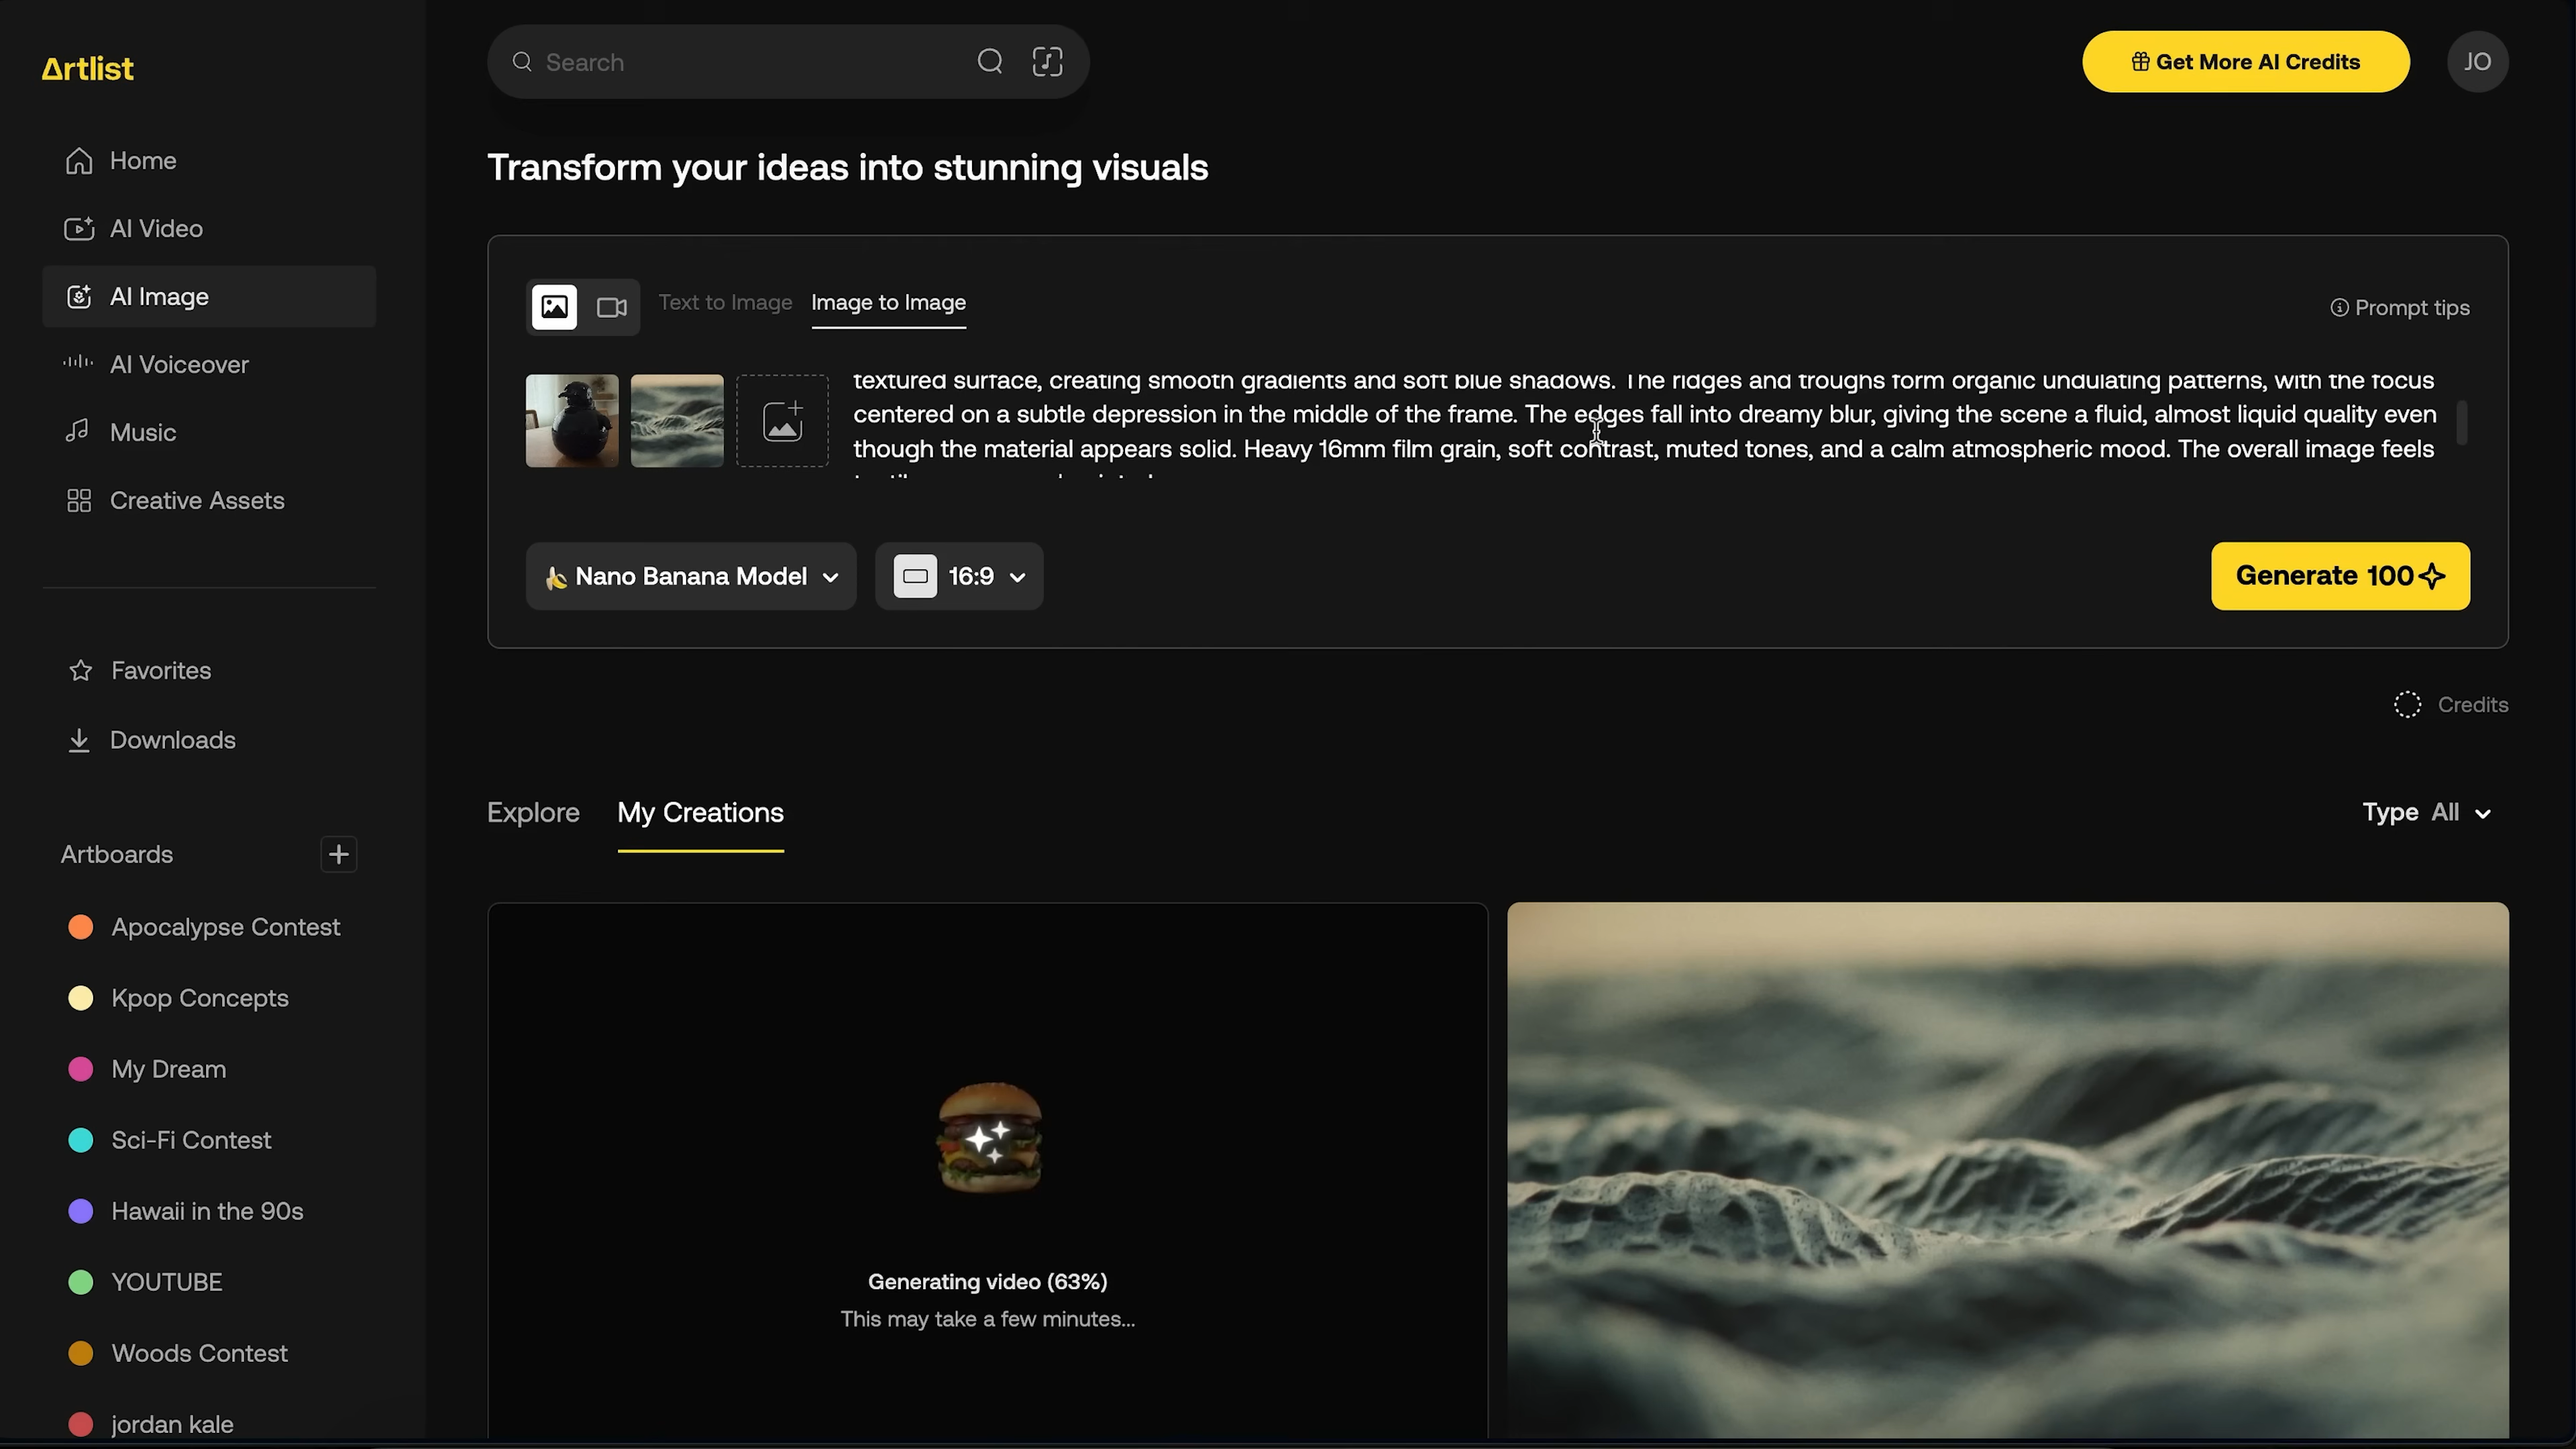 Artlist
Search
Get More AI Credits
JO
Home
AI Video
AI Image
AI Voiceover
Music
Creative Assets
Favorites
Downloads
Artboards
Apocalypse Contest
Kpop Concepts
My Dream
Sci-Fi Contest
Hawaii in the 90s
YOUTUBE
Woods Contest
jordan kale
Transform your ideas into stunning visuals
Text to Image
Image to Image
Prompt tips
textured surface, creating smooth gradients and soft blue shadows. The ridges and troughs form organic undulating patterns, with the focus
centered on a subtle depression in the middle of the frame. The edges fall into dreamy blur, giving the scene a fluid, almost liquid quality even
though the material appears solid. Heavy 16mm film grain, soft contrast, muted tones, and a calm atmospheric mood. The overall image feels
Nano Banana Model
16:9
Generate 100
Credits
Explore
My Creations
Type All
Generating video (63%)
This may take a few minutes...